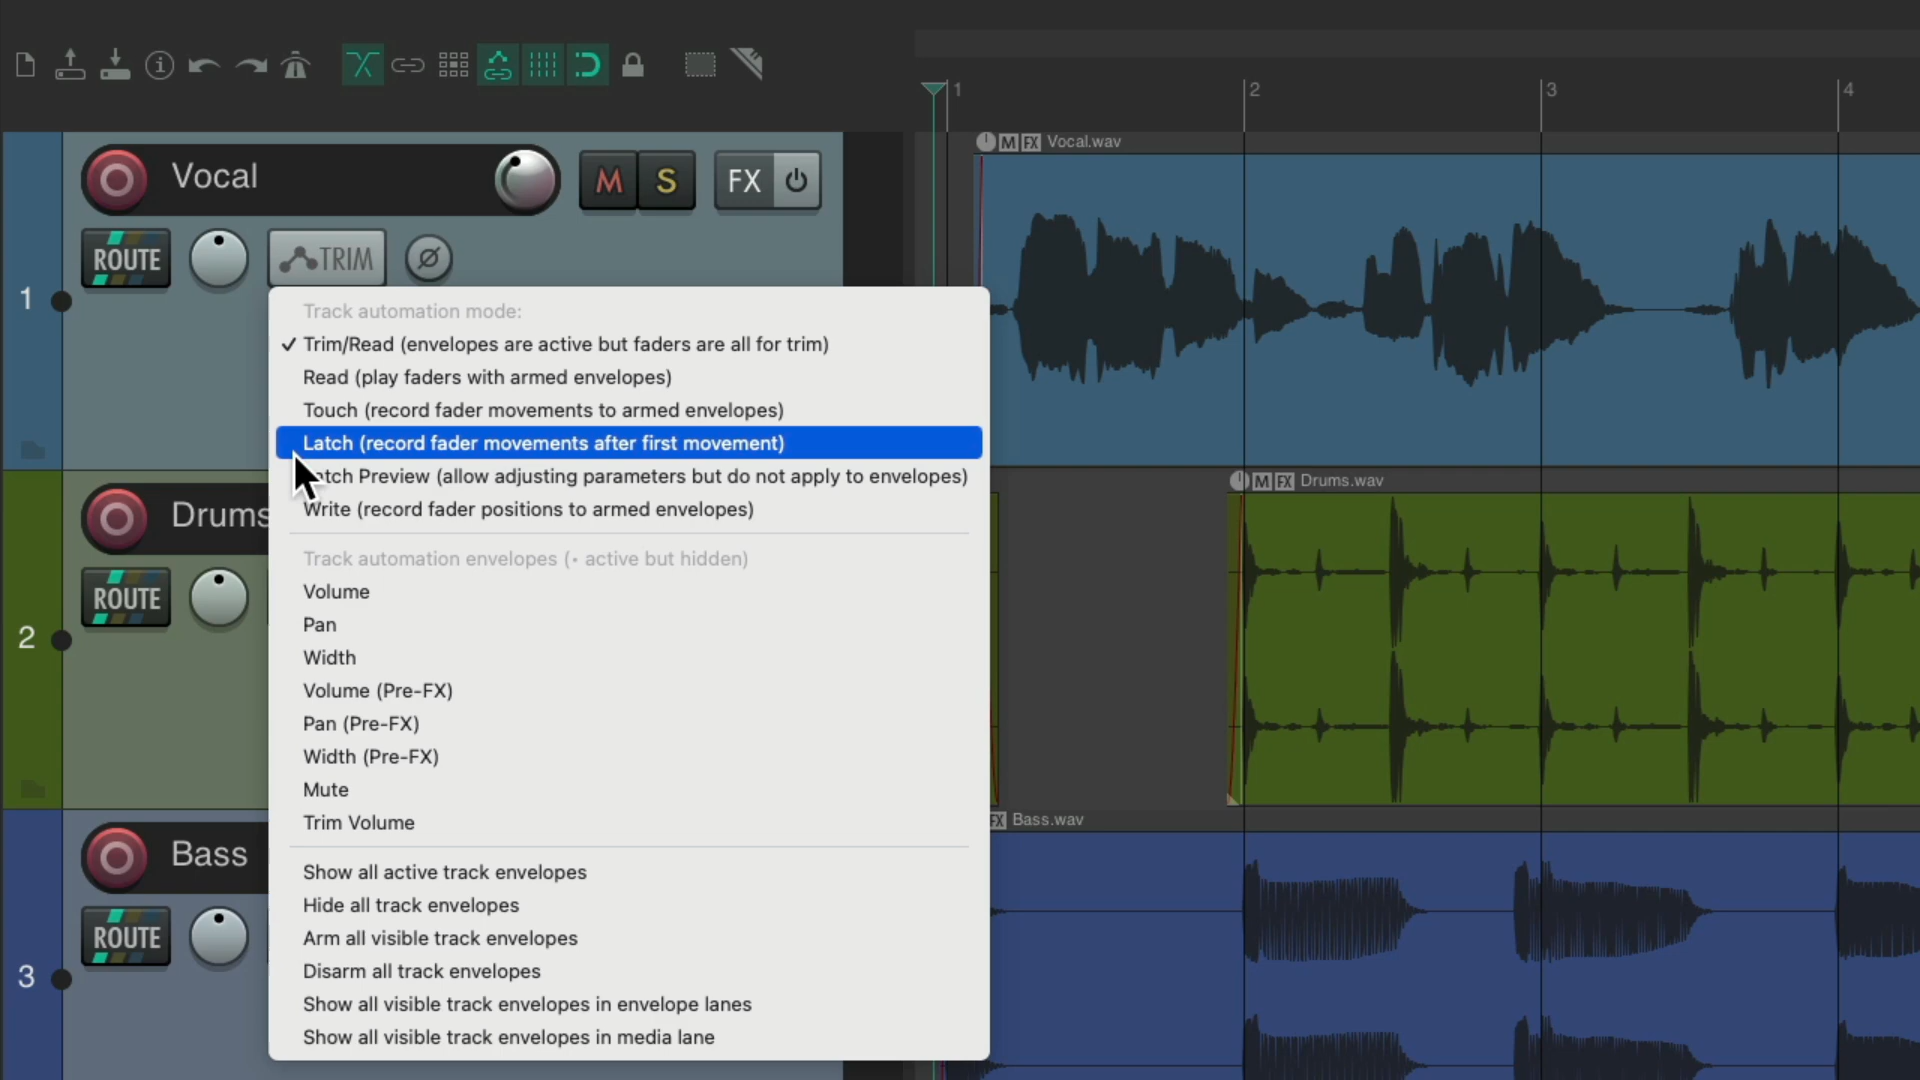 1
2
3
4
M FX Vocal.wav
Vocal
M
S
FX
ROUTE
TRIM
1
Track automation mode:
✓ Trim/Read (envelopes are active but faders are all for trim)
Read (play faders with armed envelopes)
Touch (record fader movements to armed envelopes)
Latch (record fader movements after first movement)
tch Preview (allow adjusting parameters but do not apply to envelopes)
Write (record fader positions to armed envelopes)
Track automation envelopes (• active but hidden)
Volume
Pan
Width
Volume (Pre-FX)
Pan (Pre-FX)
Width (Pre-FX)
Mute
Trim Volume
Show all active track envelopes
Hide all track envelopes
Arm all visible track envelopes
Disarm all track envelopes
Show all visible track envelopes in envelope lanes
Show all visible track envelopes in media lane
M FX Drums.wav
Drums
ROUTE
2
FX Bass.wav
Bass
ROUTE
3